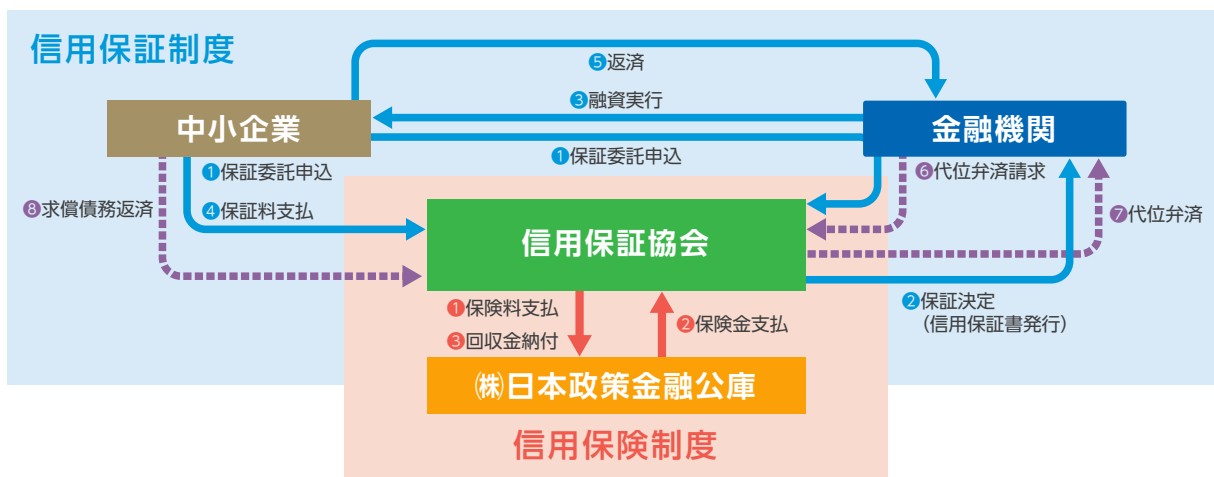 信用保証制度
❺返済
❸融資実行
中小企業
金融機関
❶保証委託申込
❶保証委託申込
❻代位弁済請求
❽求償債務返済
❹保証料支払
❼代位弁済
信用保証協会
❷保証決定
（信用保証書発行）
❶保険料支払
❷保険金支払
❸回収金納付
㈱日本政策金融公庫
信用保険制度